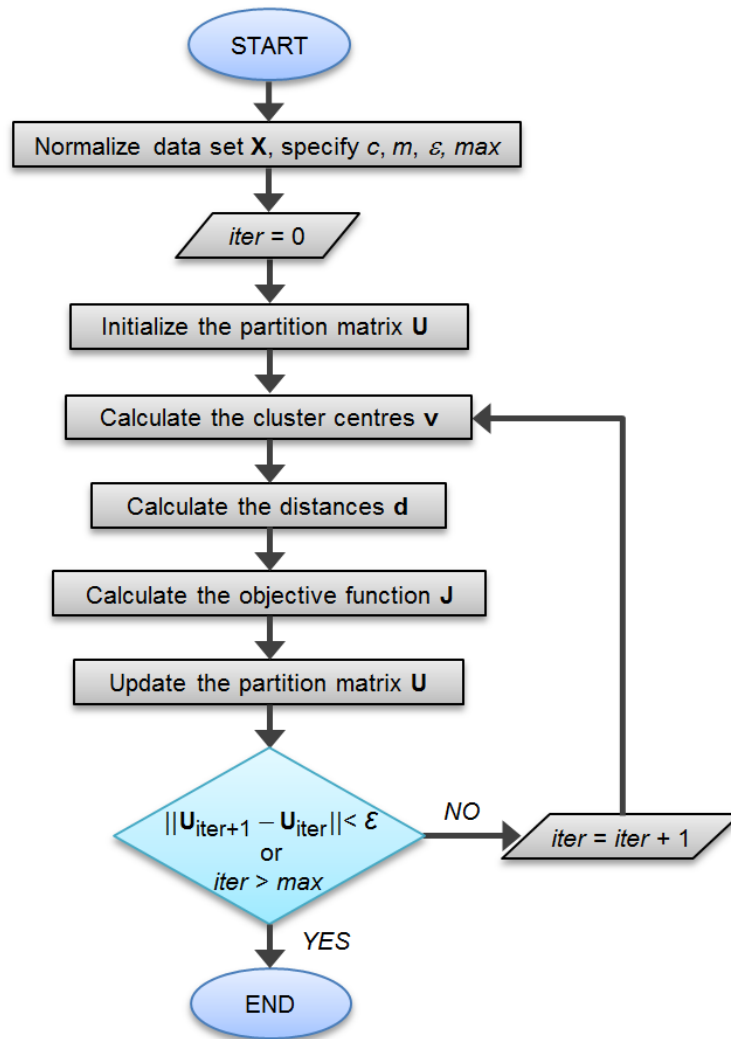 START
Normalize data set X, specify c, m, ε, max
iter = 0
Initialize the partition matrix U
Calculate the cluster centres v
Calculate the distances d
Calculate the objective function J
Update the partition matrix U
||Uiter+1 – Uiter||< ε
or
iter > max
NO
iter = iter + 1
YES
END